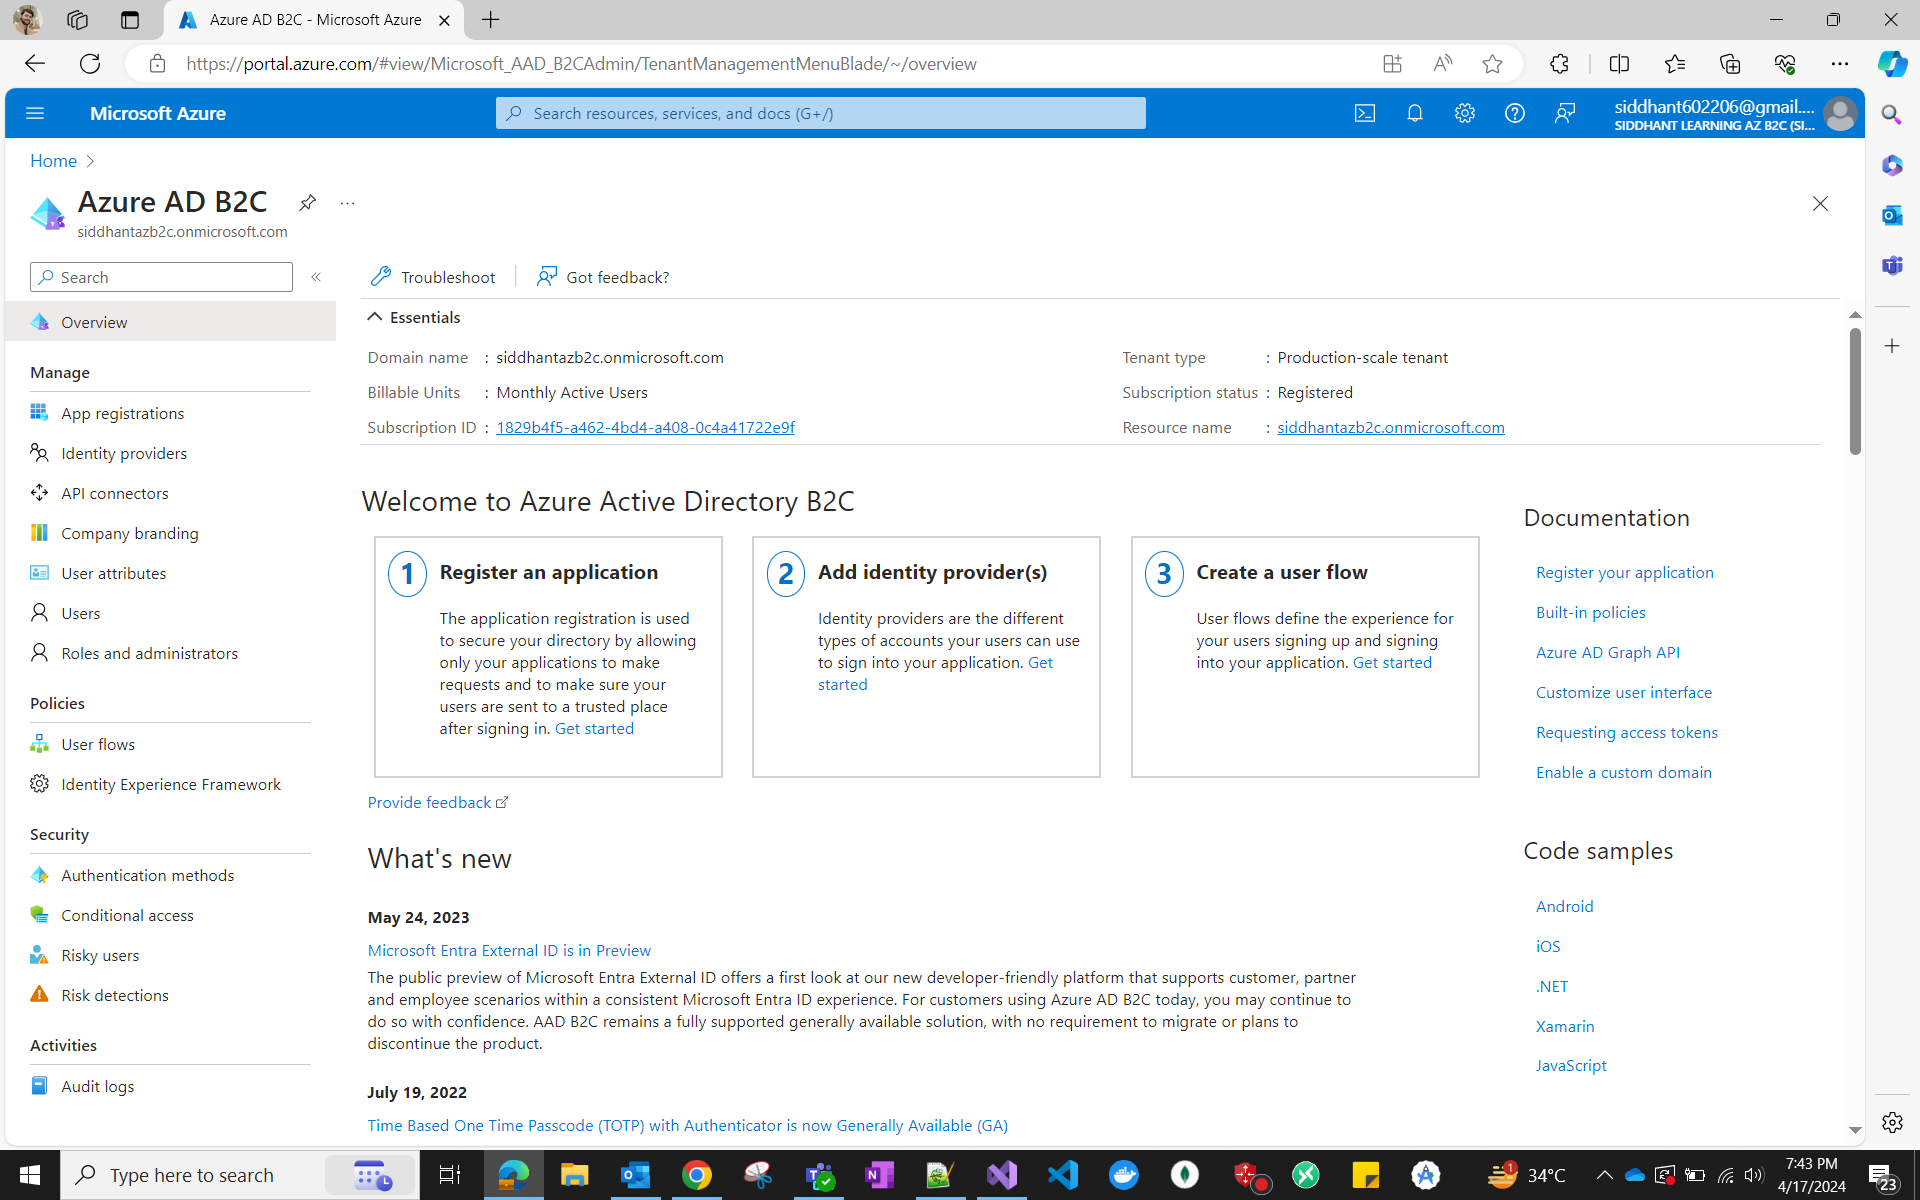 Azure AD B2C - Microsoft Azure
https://portal.azure.com/#view/Microsoft_AAD_B2CAdmin/TenantManagementMenuBlade/~/overview
Microsoft Azure
Search resources, services, and docs (G+/)
siddhant602206@gmail....
SIDDHANT LEARNING AZ B2C (SI...
Home
Azure AD B2C
...
siddhantazb2c.onmicrosoft.com
Search
Overview
Manage
App registrations
Identity providers
API connectors
Company branding
User attributes
Users
Roles and administrators
Policies
User flows
Identity Experience Framework
Security
Authentication methods
Conditional access
Risky users
Risk detections
Activities
Audit logs
Troubleshoot
Got feedback?
Essentials
Domain name : siddhantazb2c.onmicrosoft.com
Billable Units : Monthly Active Users
Subscription ID : 1829b4f5-a462-4bd4-a408-0c4a41722e9f
Tenant type : Production-scale tenant
Subscription status : Registered
Resource name : siddhantazb2c.onmicrosoft.com
Welcome to Azure Active Directory B2C
1 Register an application
The application registration is used
to secure your directory by allowing
only your applications to make
requests and to make sure your
users are sent to a trusted place
after signing in. Get started
2 Add identity provider(s)
Identity providers are the different
types of accounts your users can use
to sign into your application. Get
started
3 Create a user flow
User flows define the experience for
your users signing up and signing
into your application. Get started
Provide feedback
What's new
May 24, 2023
Microsoft Entra External ID is in Preview
The public preview of Microsoft Entra External ID offers a first look at our new developer-friendly platform that supports customer, partner
and employee scenarios within a consistent Microsoft Entra ID experience. For customers using Azure AD B2C today, you may continue to
do so with confidence. AAD B2C remains a fully supported generally available solution, with no requirement to migrate or plans to
discontinue the product.
July 19, 2022
Time Based One Time Passcode (TOTP) with Authenticator is now Generally Available (GA)
Documentation
Register your application
Built-in policies
Azure AD Graph API
Customize user interface
Requesting access tokens
Enable a custom domain
Code samples
Android
iOS
.NET
Xamarin
JavaScript
Type here to search
1
34°C
7:43 PM
4/17/2024
23